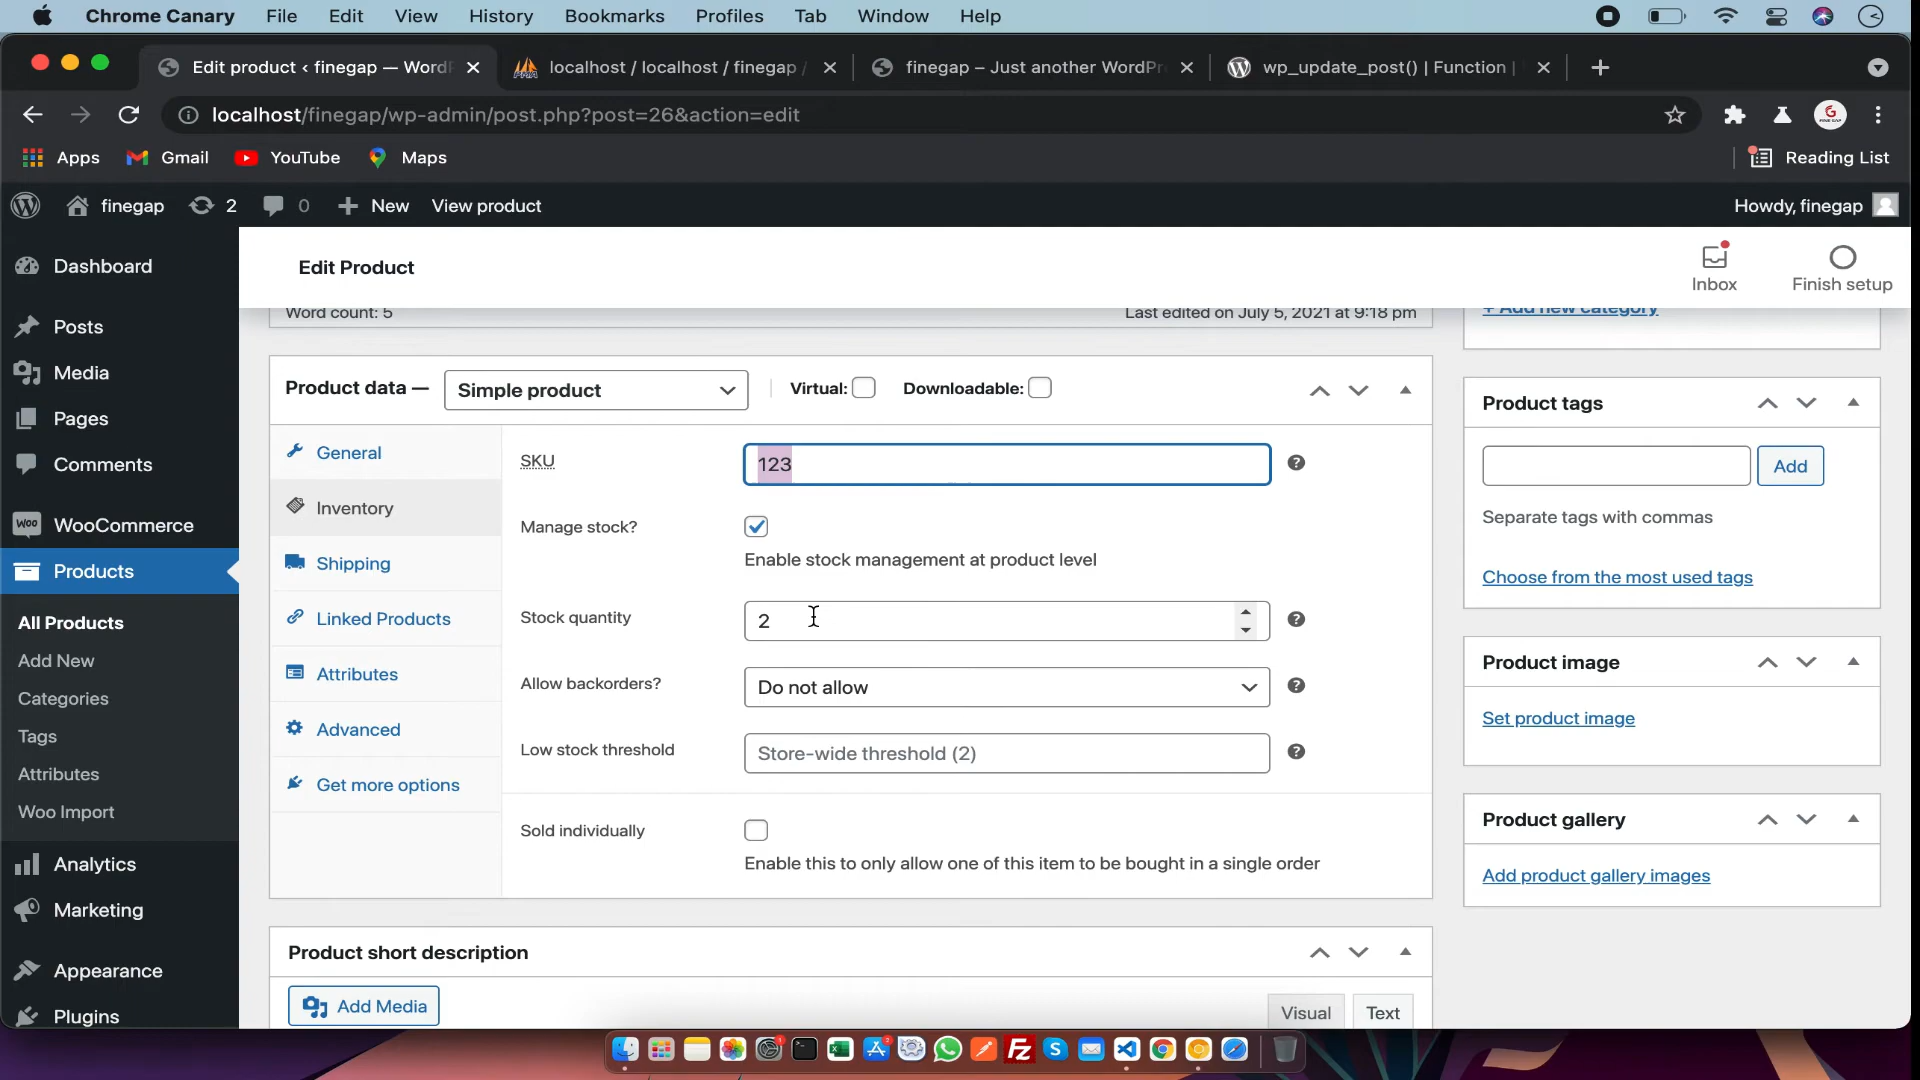 Chrome Canary File Edit View History Bookmarks Profiles Tab Window Help
Edit product ‹ finegap — WordP localhost / localhost / finegap / finegap – Just another WordPr wp_update_post() | Function |
localhost/finegap/wp-admin/post.php?post=26&action=edit
Apps Gmail YouTube Maps Reading List
finegap 2 0 New View product Howdy, finegap
Edit Product
Inbox
Finish setup
Dashboard
Posts
Media
Pages
Comments
WooCommerce
Products
All Products
Add New
Categories
Tags
Attributes
Woo Import
Analytics
Marketing
Appearance
Plugins
Word count: 5 Last edited on July 5, 2021 at 9:18 pm
Product data — Simple product Virtual: Downloadable:
General
Inventory
Shipping
Linked Products
Attributes
Advanced
Get more options
SKU 123
Manage stock?
Enable stock management at product level
Stock quantity 2
Allow backorders? Do not allow
Low stock threshold Store-wide threshold (2)
Sold individually
Enable this to only allow one of this item to be bought in a single order
Product short description
Add Media Visual Text
+ Add new category
Product tags
Add
Separate tags with commas
Choose from the most used tags
Product image
Set product image
Product gallery
Add product gallery images